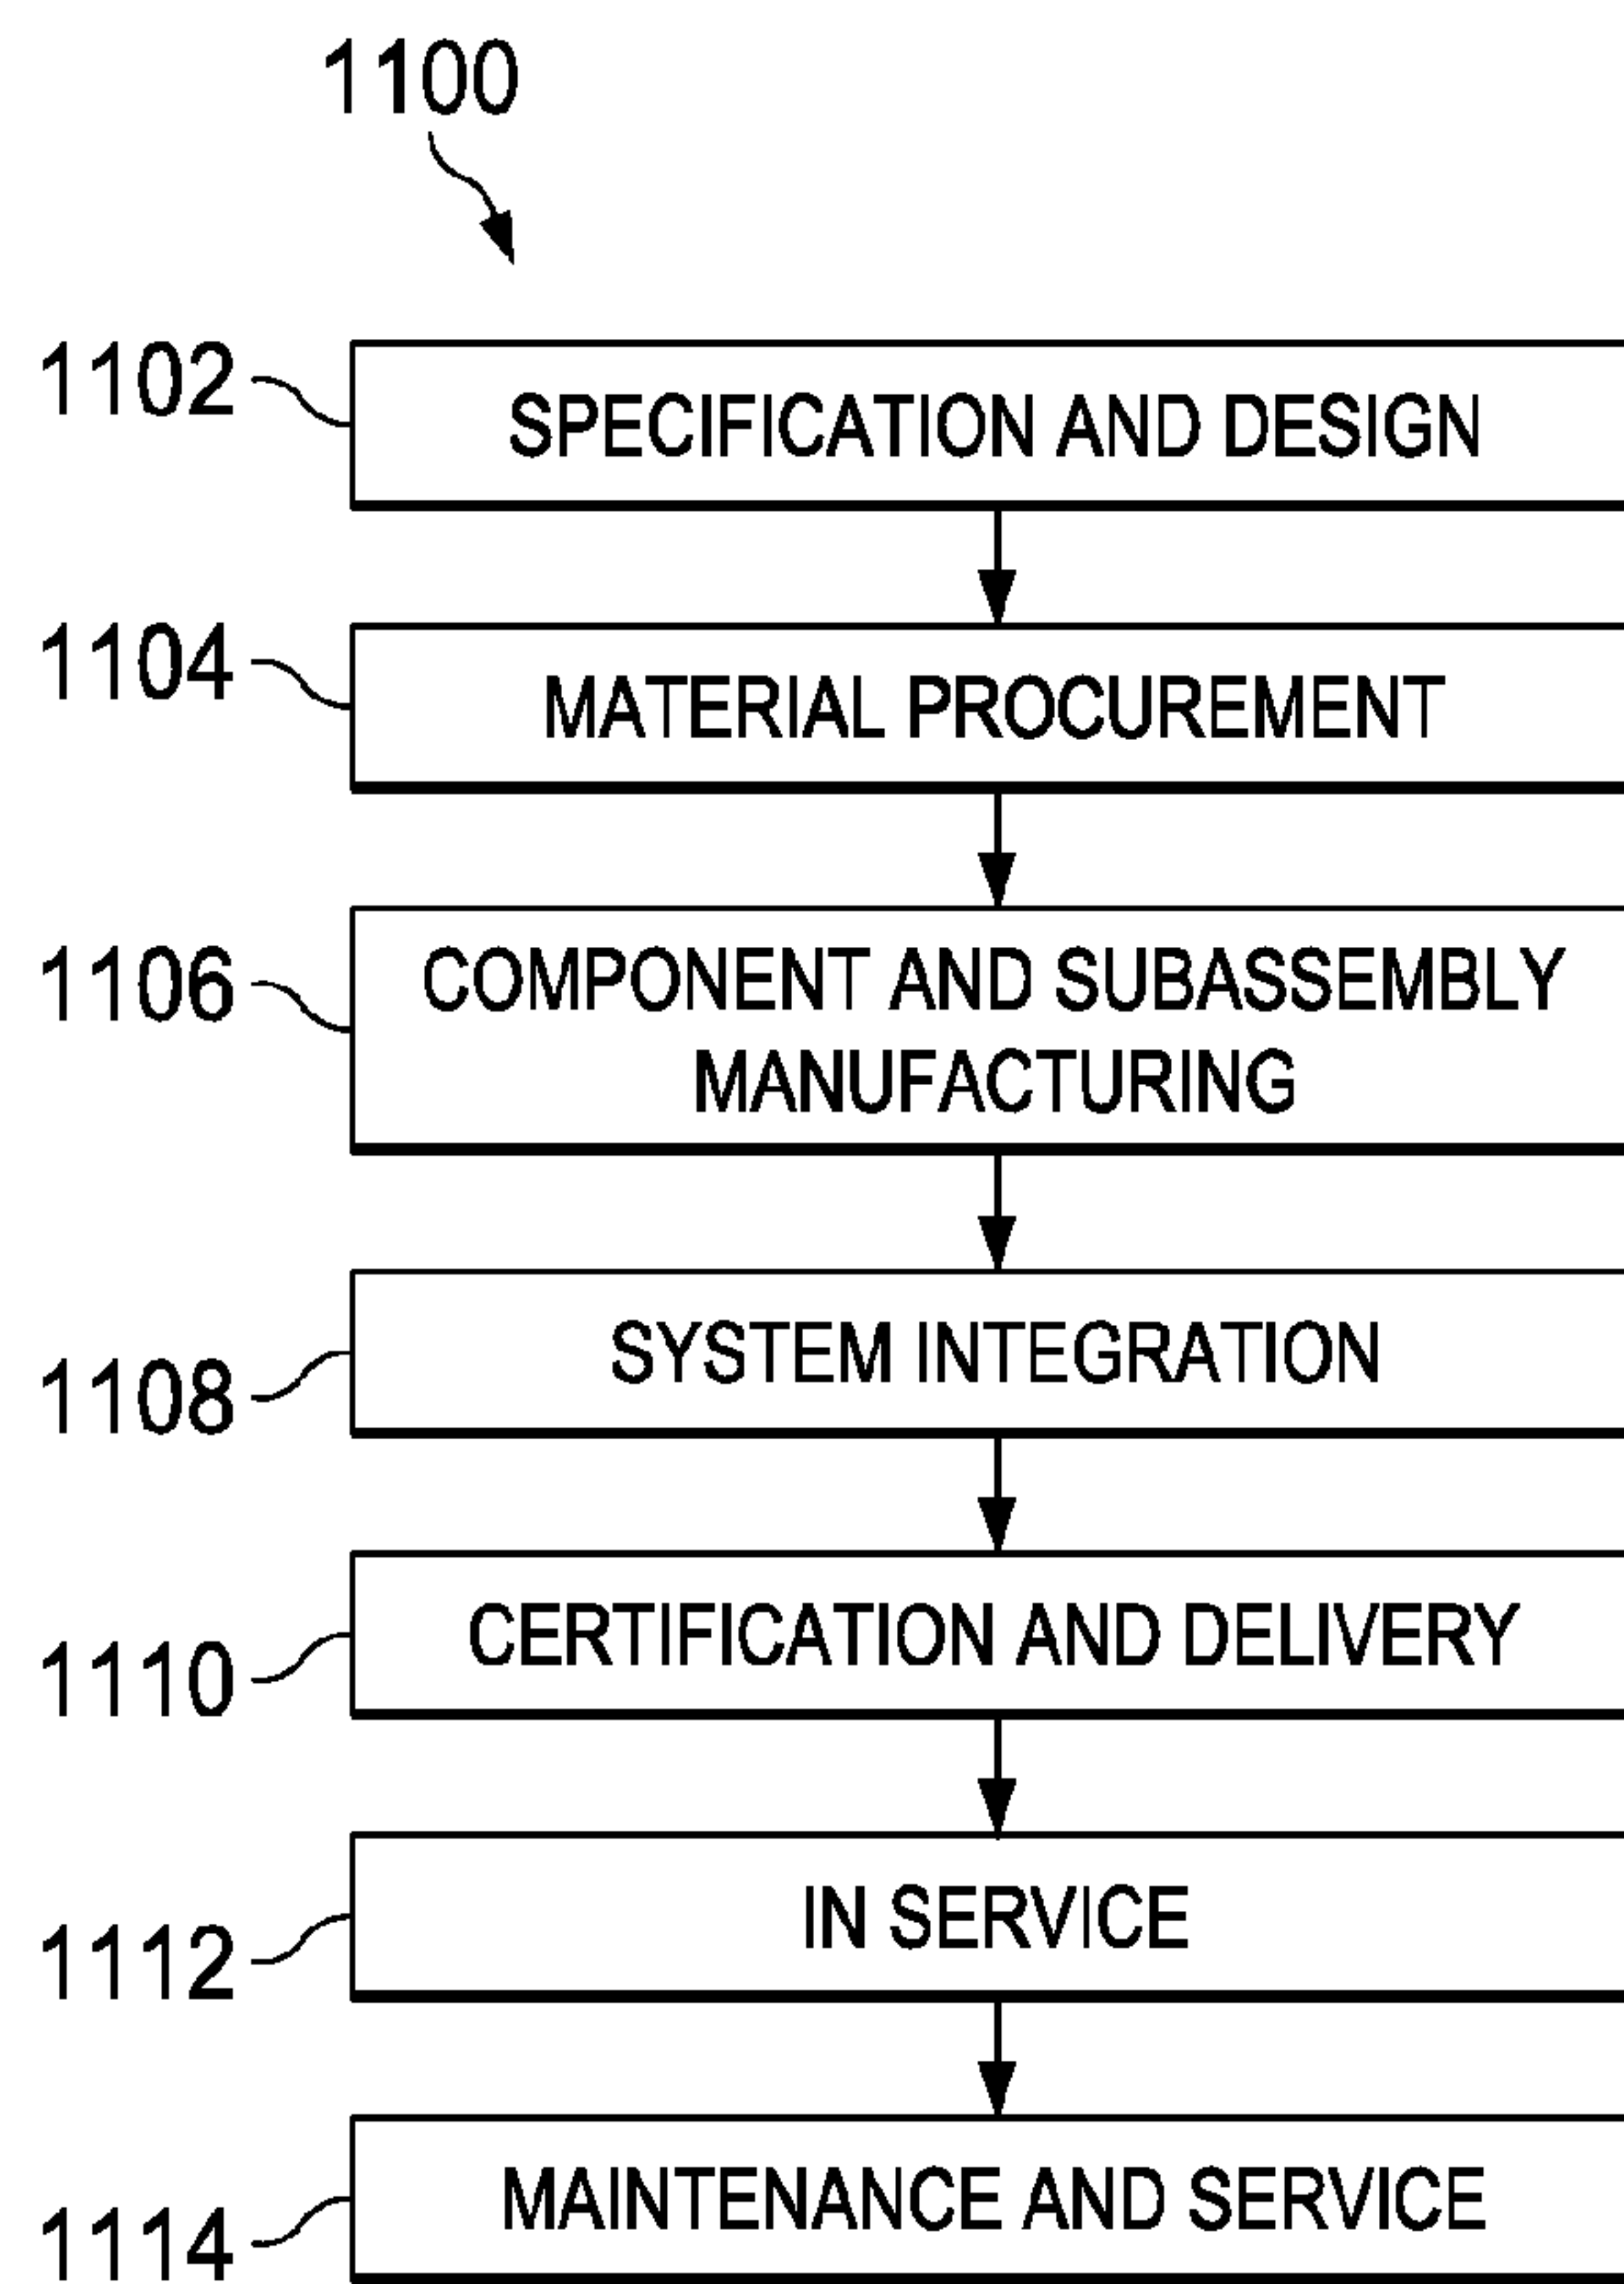 1100
1102
SPECIFICATION AND DESIGN
1104
MATERIAL PROCUREMENT
1106
COMPONENT AND SUBASSEMBLY
MANUFACTURING
1108
SYSTEM INTEGRATION
1110
CERTIFICATION AND DELIVERY
1112
IN SERVICE
1114
MAINTENANCE AND SERVICE